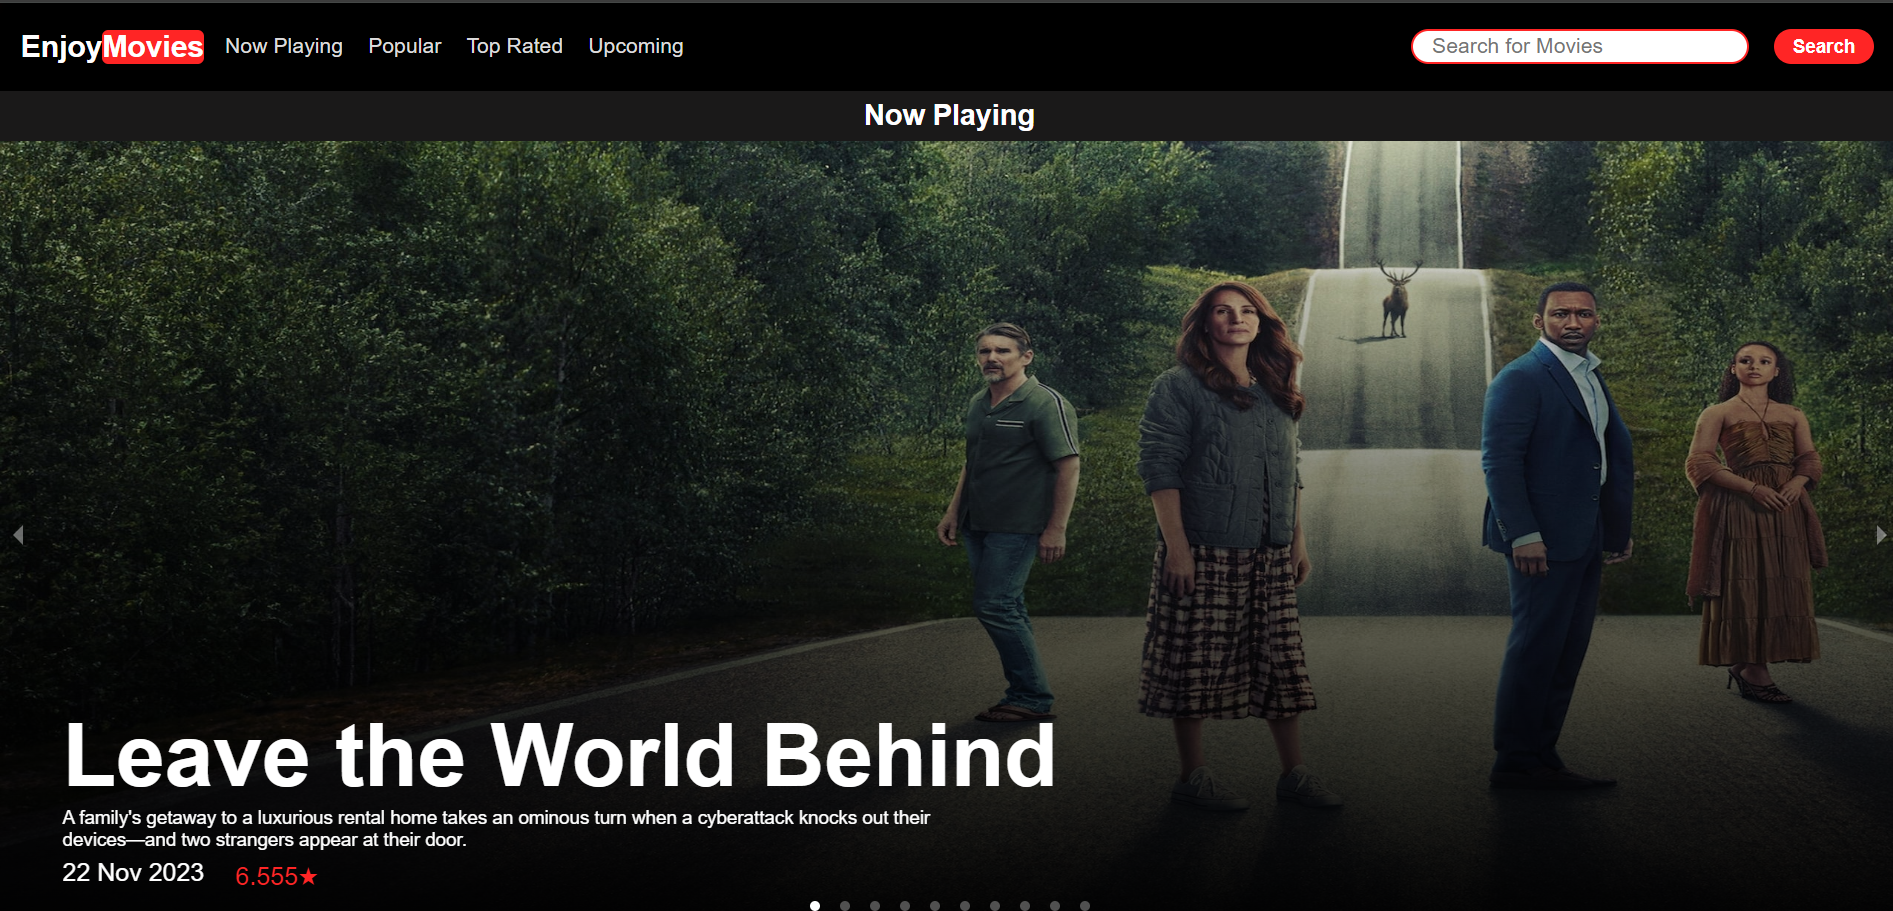 EnjoyMovies Now Playing Popular Top Rated Upcoming Search for Movies Search
Now Playing
Leave the World Behind
A family's getaway to a luxurious rental home takes an ominous turn when a cyberattack knocks out their
devices—and two strangers appear at their door.
22 Nov 2023 6.555★